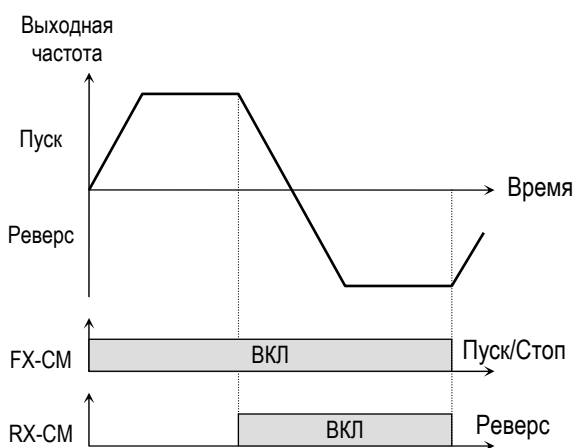 Выходная
частота
Пуск
Время
Реверс
FX-CM
ВКЛ
Пуск/Стоп
RX-CM
ВКЛ
Реверс